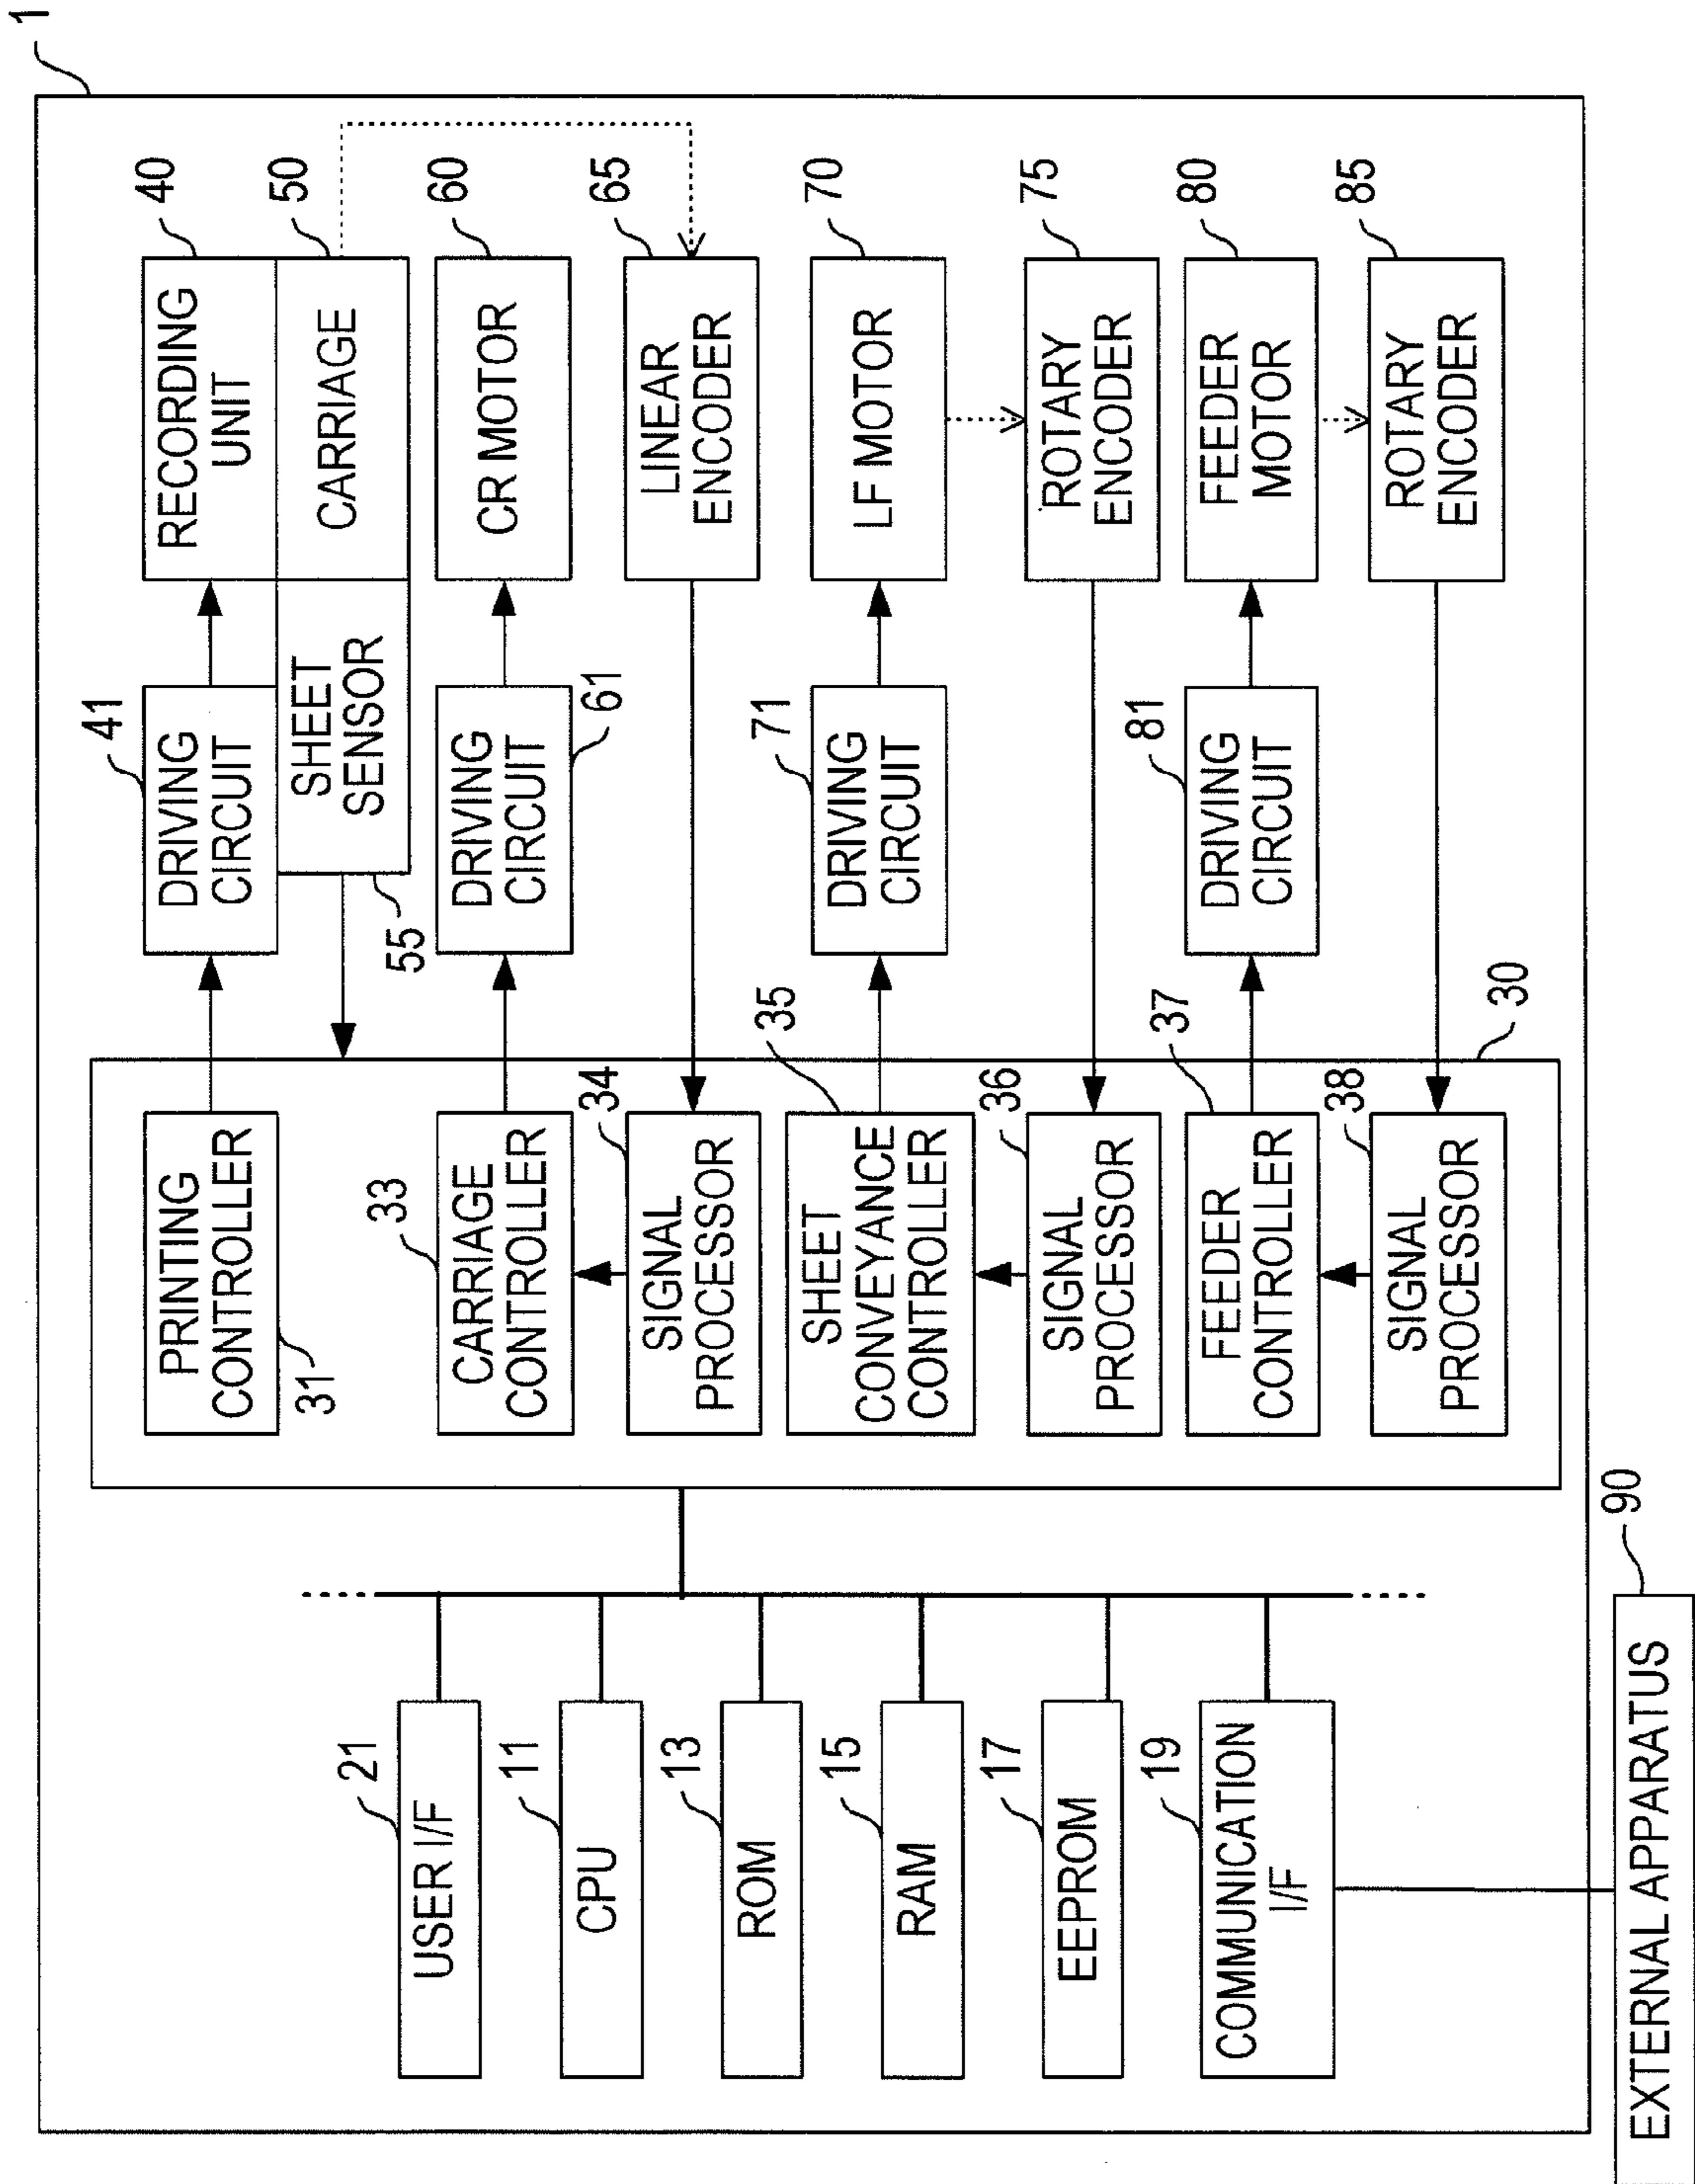 1
USER I/F
21
CPU
11
ROM
13
RAM
15
EEPROM
17
COMMUNICATION
I/F
19
EXTERNAL APPARATUS
90
30
PRINTING
CONTROLLER
31
CARRIAGE
CONTROLLER
33
SIGNAL
PROCESSOR
34
SHEET
CONVEYANCE
CONTROLLER
35
SIGNAL
PROCESSOR
36
FEEDER
CONTROLLER
37
SIGNAL
PROCESSOR
38
DRIVING
CIRCUIT
41
SHEET
SENSOR
55
DRIVING
CIRCUIT
61
DRIVING
CIRCUIT
71
DRIVING
CIRCUIT
81
RECORDING
UNIT
40
CARRIAGE
50
CR MOTOR
60
LINEAR
ENCODER
65
LF MOTOR
70
ROTARY
ENCODER
75
FEEDER
MOTOR
80
ROTARY
ENCODER
85